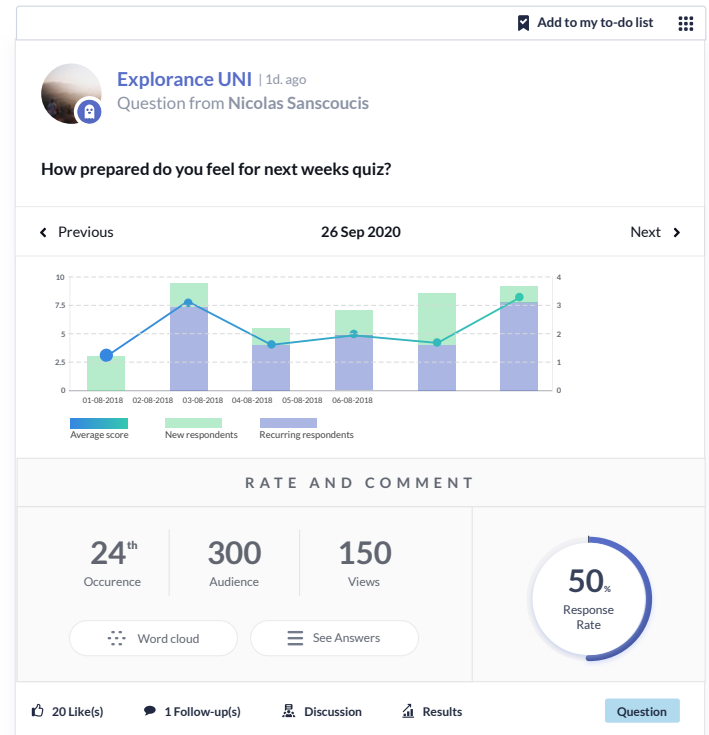 Add to my to-do list
Explorance UNI | 1d. ago
Question from Nicolas Sanscoucis
How prepared do you feel for next weeks quiz?
Previous 26 Sep 2020 Next
10 4
7.5 3
5 2
2.5 1
0 0
01-08-2018 02-08-2018 03-08-2018 04-08-2018 05-08-2018 06-08-2018
Average score New respondents Recurring respondents
RATE AND COMMENT
24th 300 150
Occurence Audience Views
50%
Response
Rate
Word cloud See Answers
20 Like(s) 1 Follow-up(s) Discussion Results Question